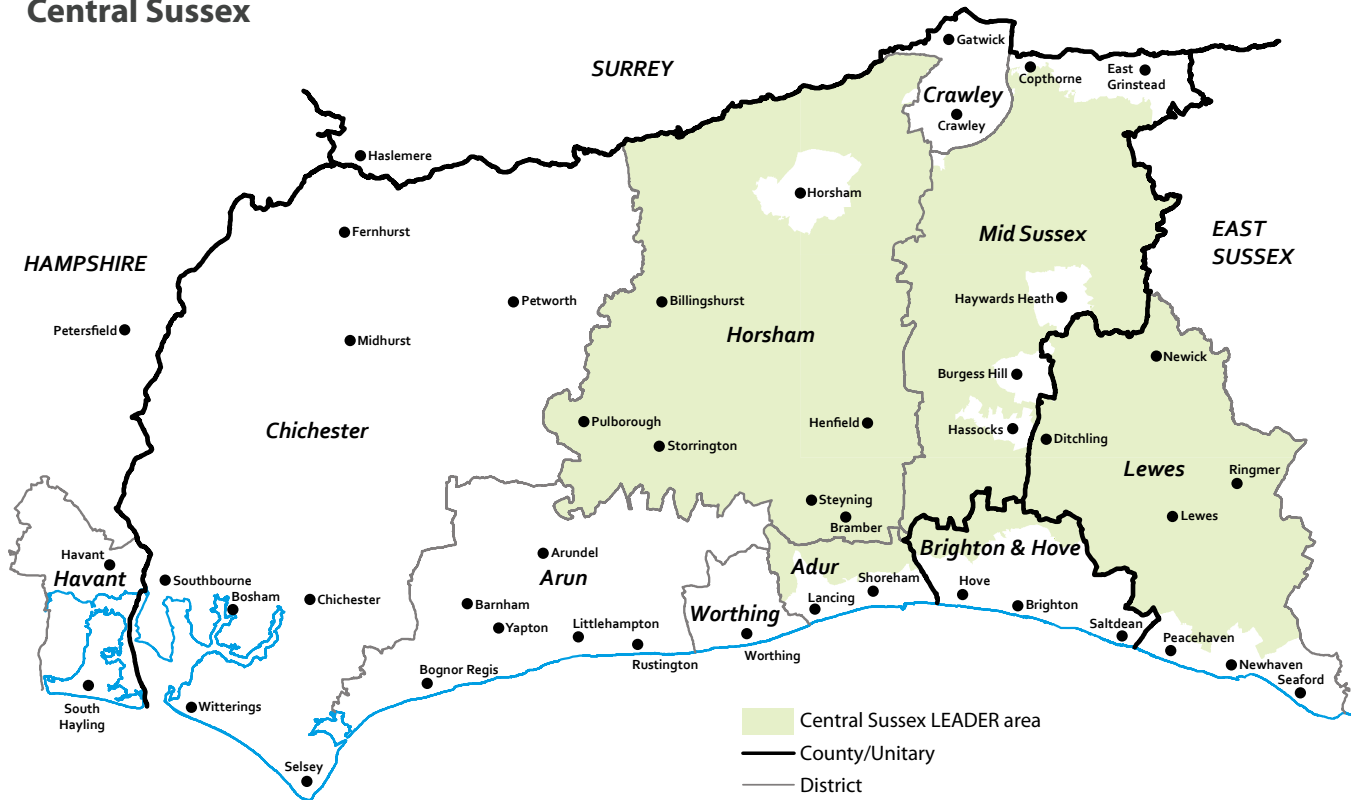 Central Sussex
Gatwick
SURREY
Copthorne
East
Grinstead
Crawley
Crawley
Haslemere
Horsham
Fernhurst
Mid Sussex
EAST
SUSSEX
HAMPSHIRE
Petworth
Billingshurst
Haywards Heath
Petersfield
Midhurst
Horsham
Newick
Burgess Hill
Chichester
Pulborough
Henfield
Hassocks
Ditchling
Storrington
Lewes
Ringmer
Steyning
Bramber
Lewes
Havant
Havant
Arundel
Arun
Adur
Brighton & Hove
Southbourne
Bosham
Chichester
Barnham
Yapton
Littlehampton
Rustington
Worthing
Worthing
Lancing
Shoreham
Hove
Brighton
Saltdean
Peacehaven
Newhaven
Seaford
Bognor Regis
South
Hayling
Witterings
Selsey
Central Sussex LEADER area
County/Unitary
District